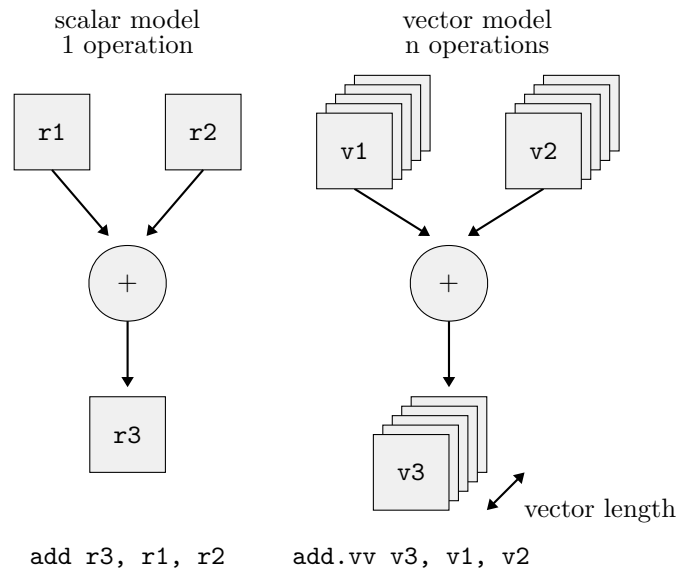 scalar model
1 operation
vector model
n operations
r1
r2
v1
v2
+
+
r3
v3
vector length
add r3, r1, r2
add.vv v3, v1, v2